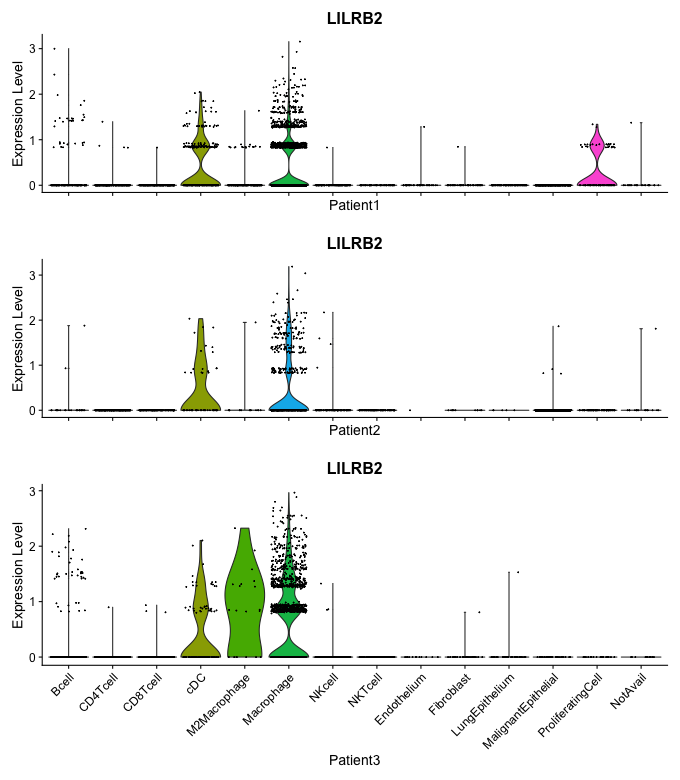 LILRB2
Expression Level
3
2
1
0
Patient1
LILRB2
Expression Level
3
2
1
0
Patient2
LILRB2
Expression Level
3
2
1
0
Bcell
CD4Tcell
CD8Tcell
cDC
M2Macrophage
Macrophage
NKcell
NKTcell
Endothelium
Fibroblast
LungEpithelium
MalignantEpithelial
ProliferatingCell
NotAvail
Patient3